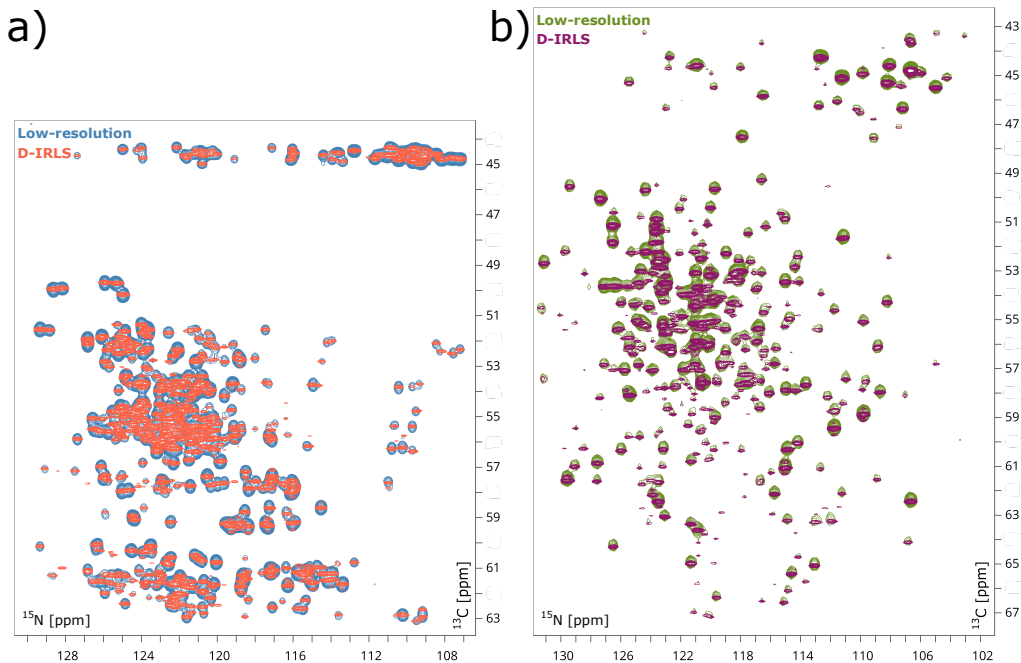 a)
Low-resolution
D-IRLS
45
47
49
51
53
55
57
59
61
63
¹⁵N [ppm]
¹³C [ppm]
128 124 120 116 112 108
b)
Low-resolution
D-IRLS
43
45
47
49
51
53
55
57
59
61
63
65
67
¹⁵N [ppm]
¹³C [ppm]
130 126 122 118 114 110 106 102